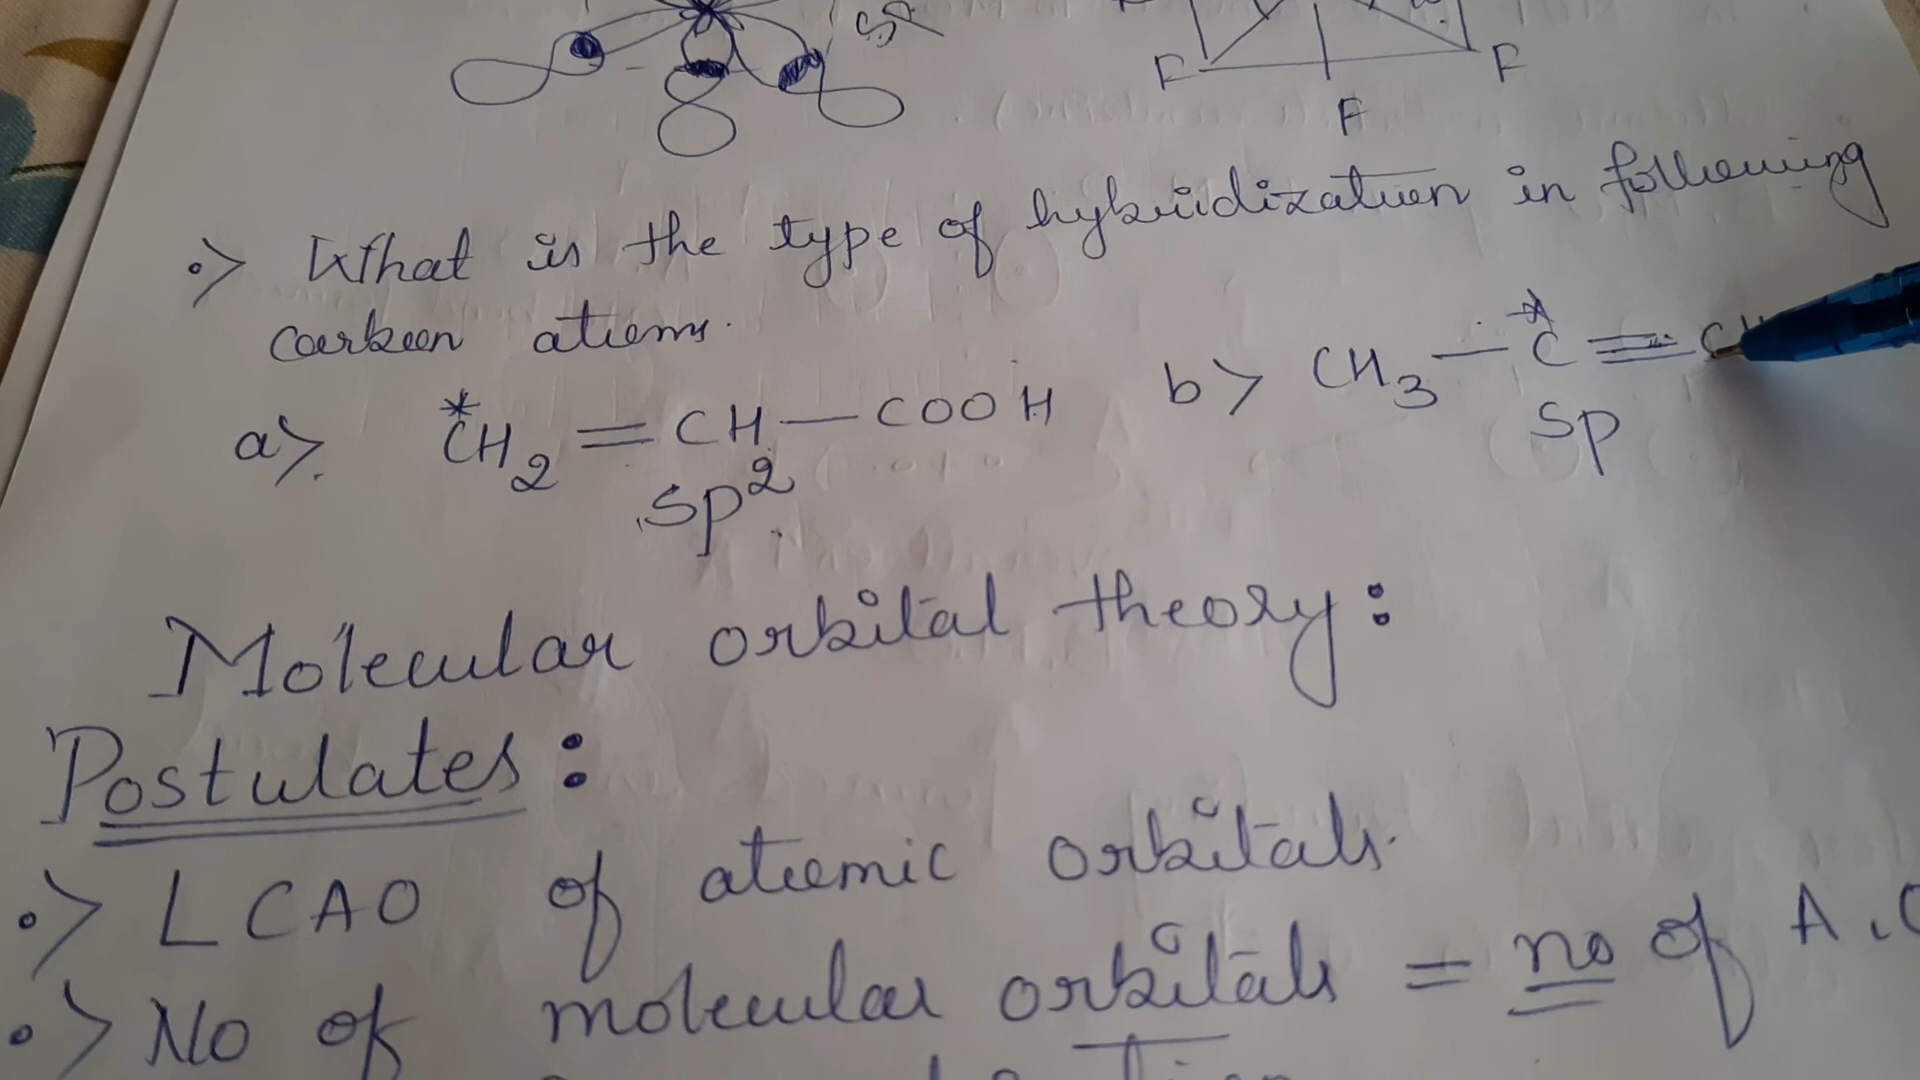 F F
F
•> What is the type of hybridization in following
carbon atoms.
a>. *CH2 = CH — COOH b> CH3 — *C ≡
sp2 sp
Molecular orbital theory:
Postulates:
•> LCAO of atomic orbitals.
•> No of molecular orbitals = no of A.O